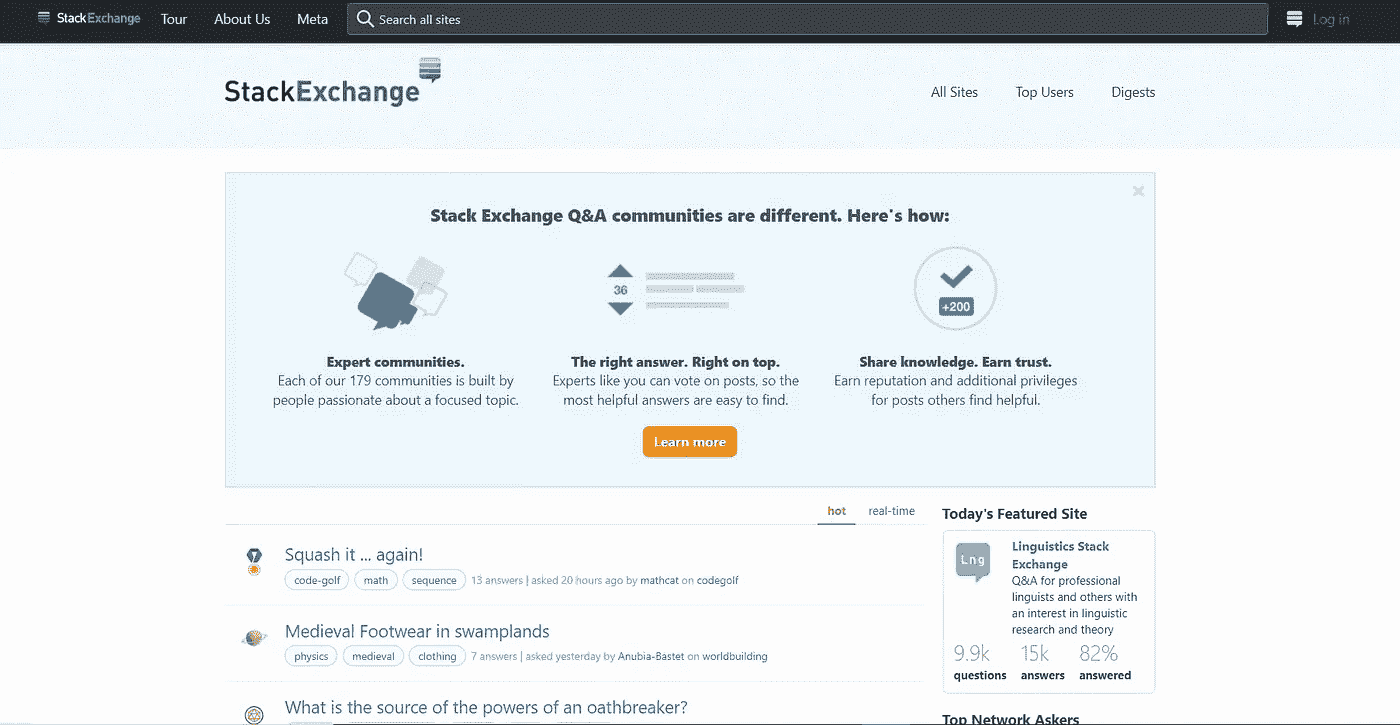 StackExchange Tour About Us Meta Search all sites Log in
StackExchange
All Sites Top Users Digests
Stack Exchange Q&A communities are different. Here's how:
36
+200
Expert communities.
Each of our 179 communities is built by
people passionate about a focused topic.
The right answer. Right on top.
Experts like you can vote on posts, so the
most helpful answers are easy to find.
Share knowledge. Earn trust.
Earn reputation and additional privileges
for posts others find helpful.
Learn more
hot real-time
Squash it ... again!
code-golf math sequence 13 answers | asked 20 hours ago by mathcat on codegolf
Medieval Footwear in swamplands
physics medieval clothing 7 answers | asked yesterday by Anubia-Bastet on worldbuilding
What is the source of the powers of an oathbreaker?
Today's Featured Site
Lng
Linguistics Stack
Exchange
Q&A for professional
linguists and others with
an interest in linguistic
research and theory
9.9k 15k 82%
questions answers answered
Top Network Askers